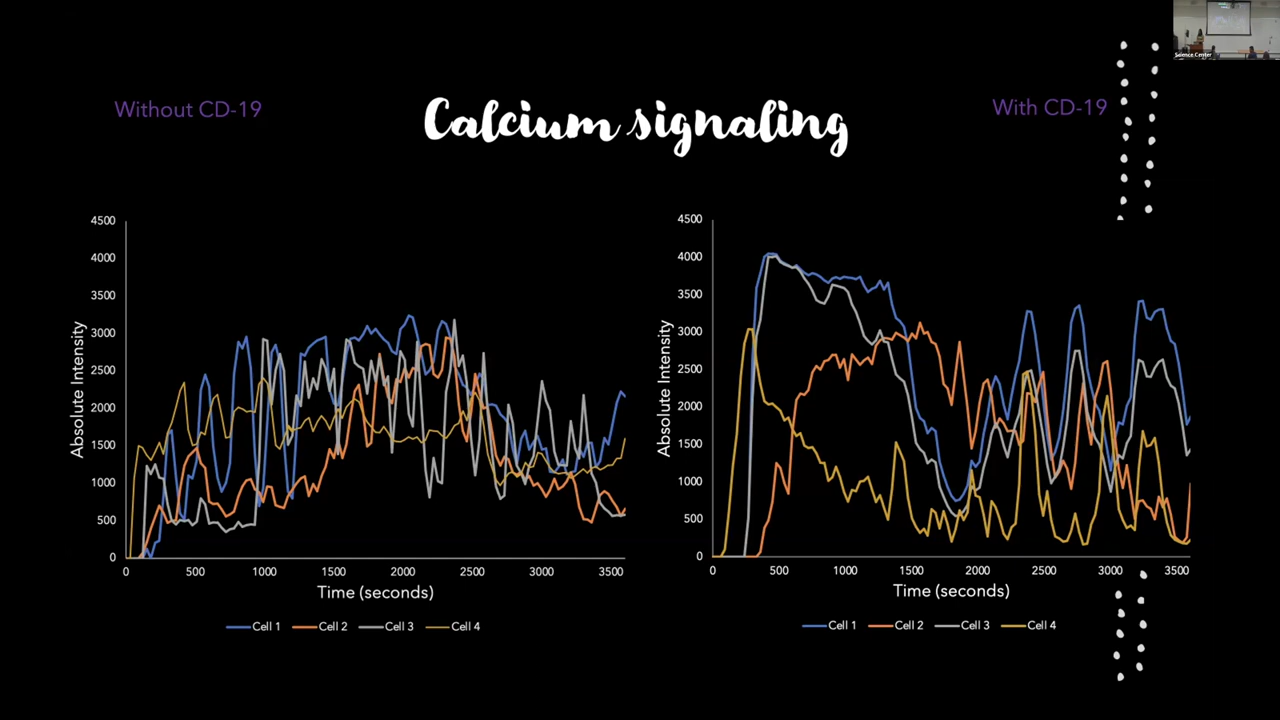 Science Center
Without CD-19
Calcium signaling
With CD-19
4500
4000
3500
3000
2500
2000
1500
1000
500
0
Absolute Intensity
0 500 1000 1500 2000 2500 3000 3500
Time (seconds)
Cell 1 Cell 2 Cell 3 Cell 4
4500
4000
3500
3000
2500
2000
1500
1000
500
0
Absolute Intensity
0 500 1000 1500 2000 2500 3000 3500
Time (seconds)
Cell 1 Cell 2 Cell 3 Cell 4